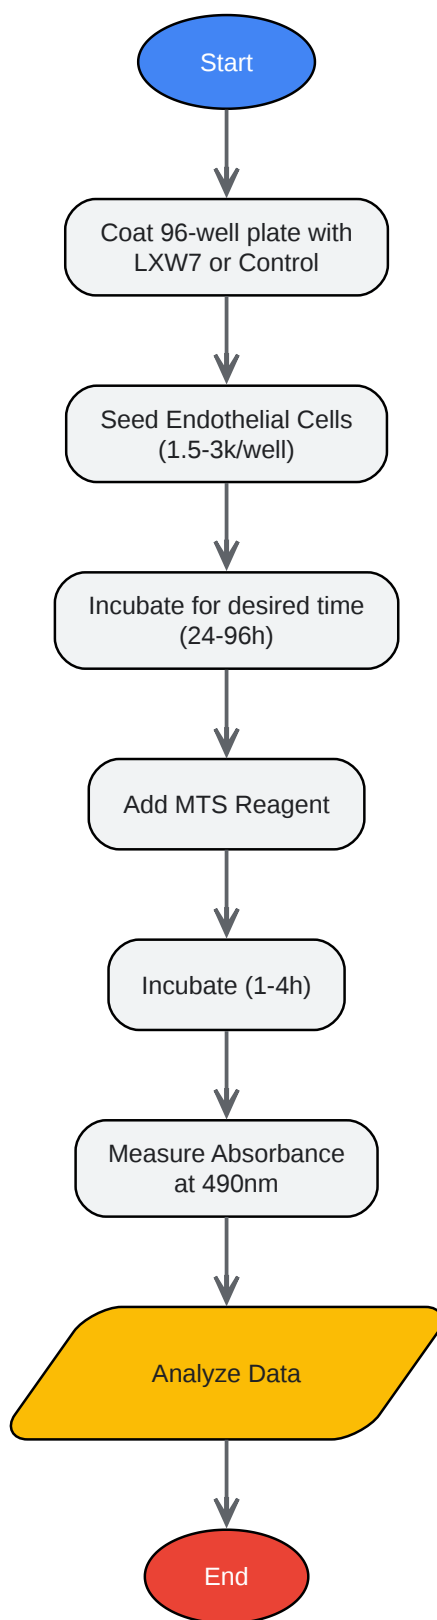 Start
Coat 96-well plate with
LXW7 or Control
Seed Endothelial Cells
(1.5-3k/well)
Incubate for desired time
(24-96h)
Add MTS Reagent
Incubate (1-4h)
Measure Absorbance
at 490nm
Analyze Data
End